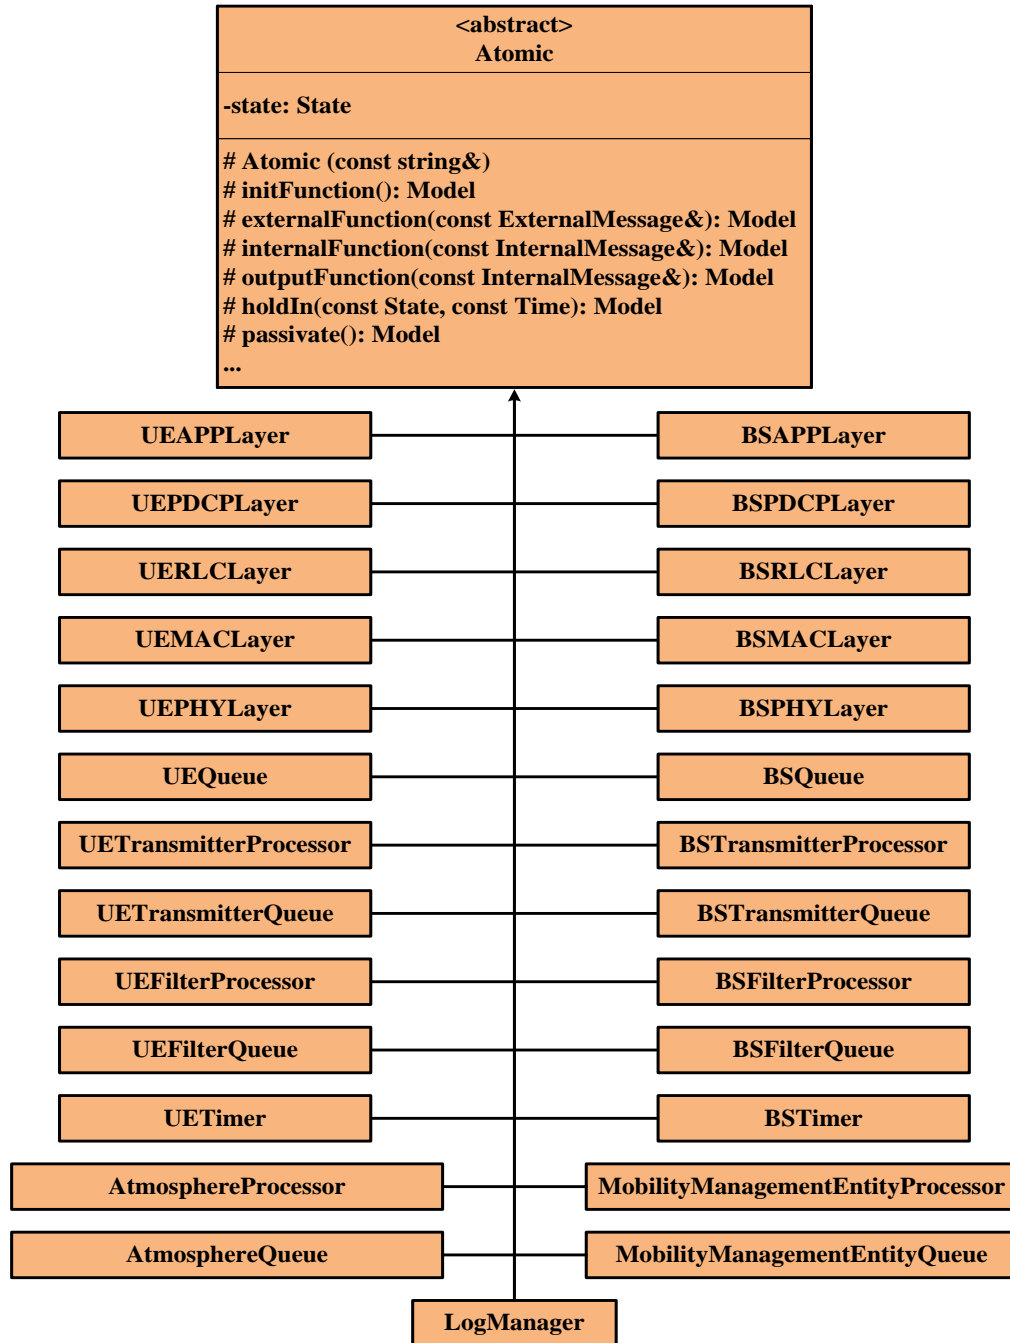 <abstract>
Atomic
-state: State
# Atomic (const string&)
# initFunction(): Model
# externalFunction(const ExternalMessage&): Model
# internalFunction(const InternalMessage&): Model
# outputFunction(const InternalMessage&): Model
# holdIn(const State, const Time): Model
# passivate(): Model
...
UEAPPLayer
BSAPPLayer
UEPDCPLayer
BSPDCPLayer
UERLCLayer
BSRLCLayer
UEMACLayer
BSMACLayer
UEPHYLayer
BSPHYLayer
UEQueue
BSQueue
UETransmitterProcessor
BSTransmitterProcessor
UETransmitterQueue
BSTransmitterQueue
UEFilterProcessor
BSFilterProcessor
UEFilterQueue
BSFilterQueue
UETimer
BSTimer
AtmosphereProcessor
MobilityManagementEntityProcessor
AtmosphereQueue
MobilityManagementEntityQueue
LogManager